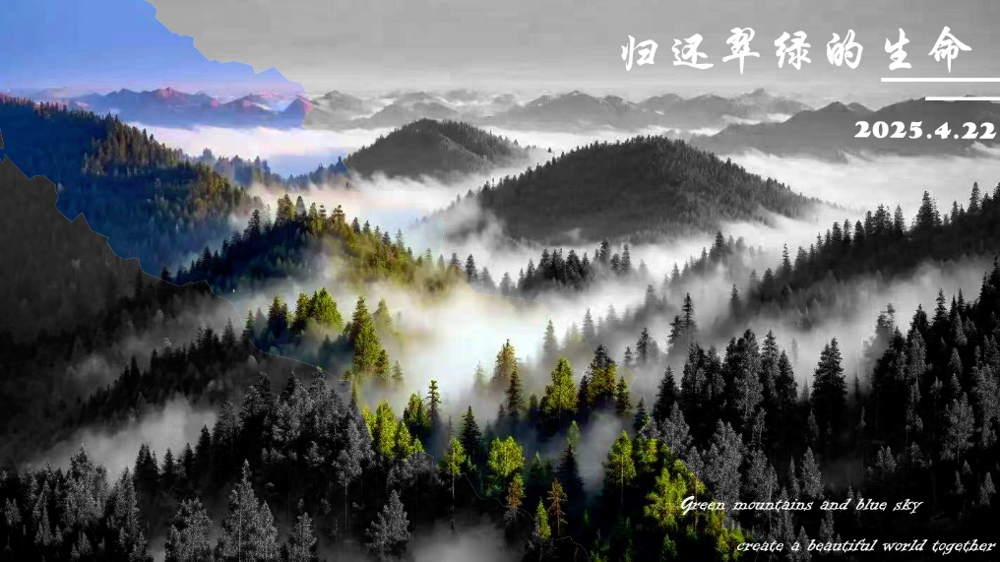 归还翠绿的生命
2025.4.22
Green mountains and blue sky
create a beautiful world together